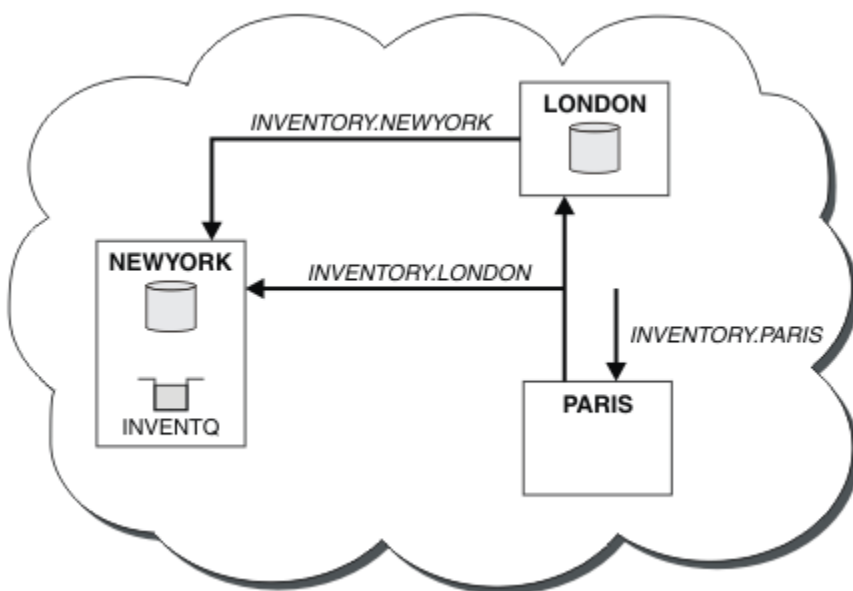 LONDON
INVENTORY.NEWYORK
NEWYORK
INVENTORY.LONDON
INVENTORY.PARIS
PARIS
INVENTQ